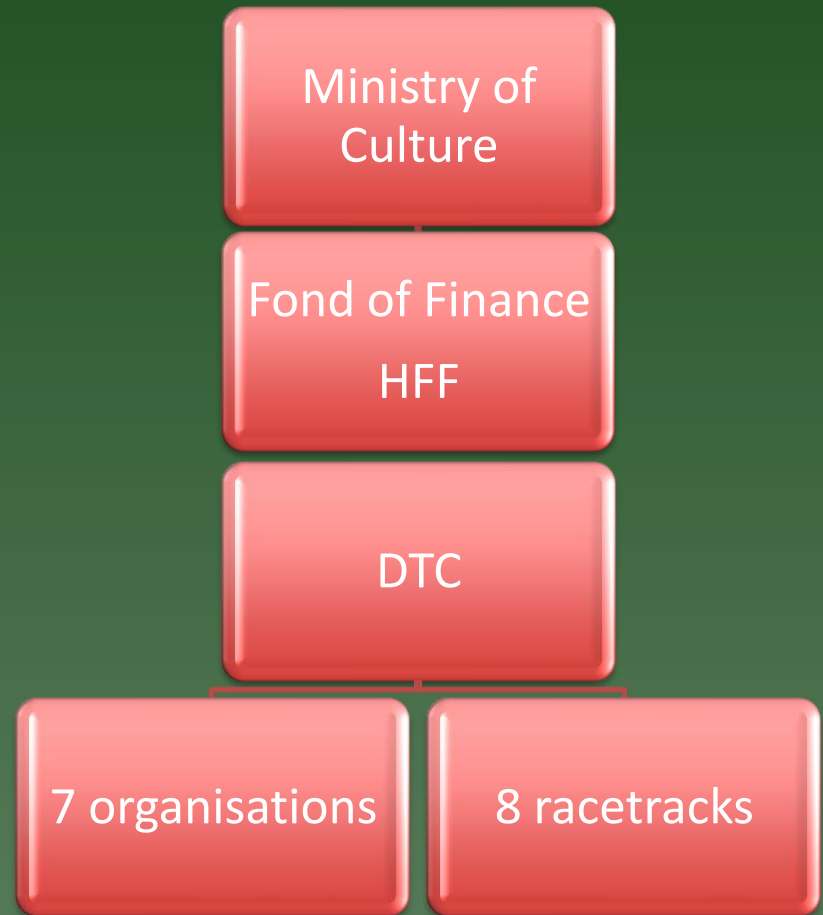 Ministry of
Culture
Fond of Finance
HFF
DTC
7 organisations
8 racetracks